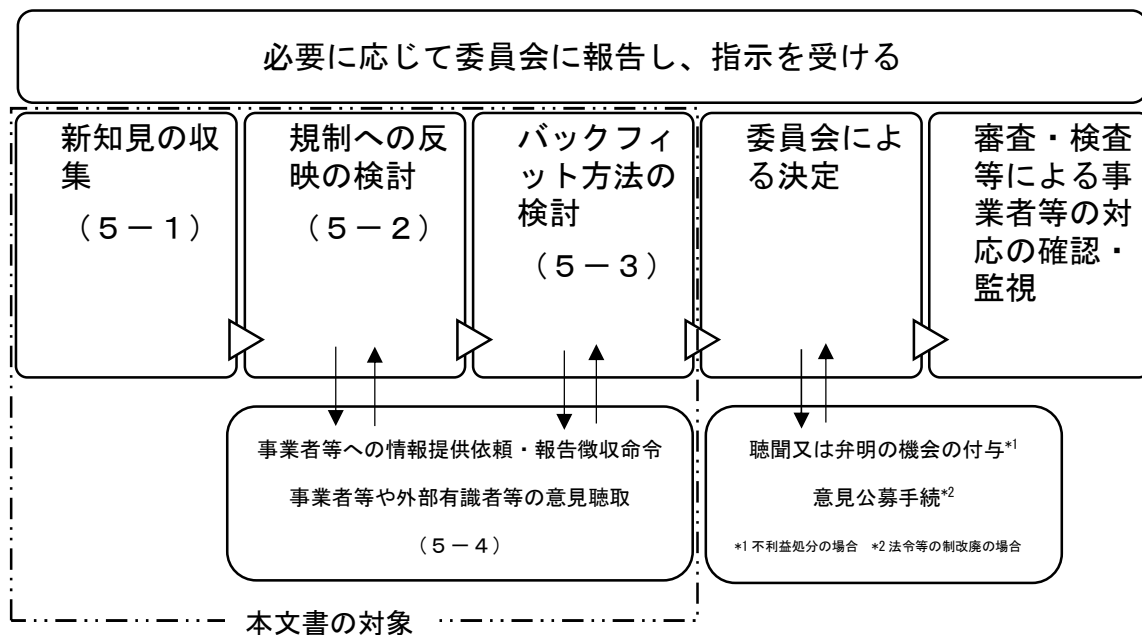 必要に応じて委員会に報告し、指示を受ける
新知見の収
集
（５－１）
規制への反
映の検討
（５－２）
バックフィ
ット方法の
検討
（５－３）
委員会によ
る決定
審査・検査
等による事
業者等の対
応の確認・
監視
事業者等への情報提供依頼・報告徴収命令
事業者等や外部有識者等の意見聴取
（５－４）
聴聞又は弁明の機会の付与*1
意見公募手続*2
*1 不利益処分の場合　*2 法令等の制改廃の場合
本文書の対象